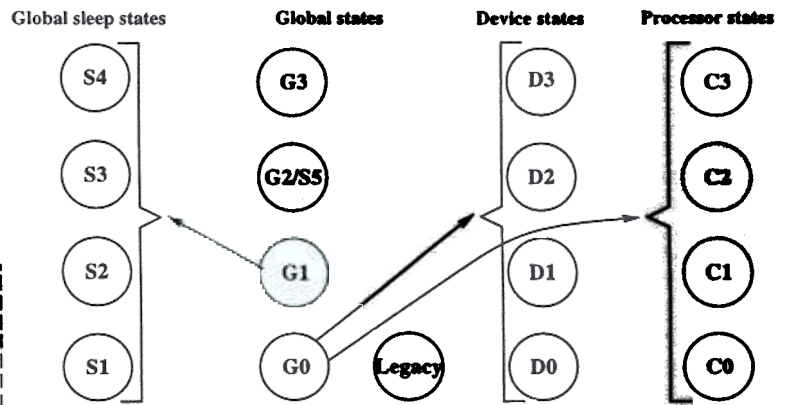 Global sleep states Global states Device states Processor states
S4 G3 D3 C3
S3 G2/S5 D2 C2
S2 G1 D1 C1
S1 G0 Legacy D0 C0